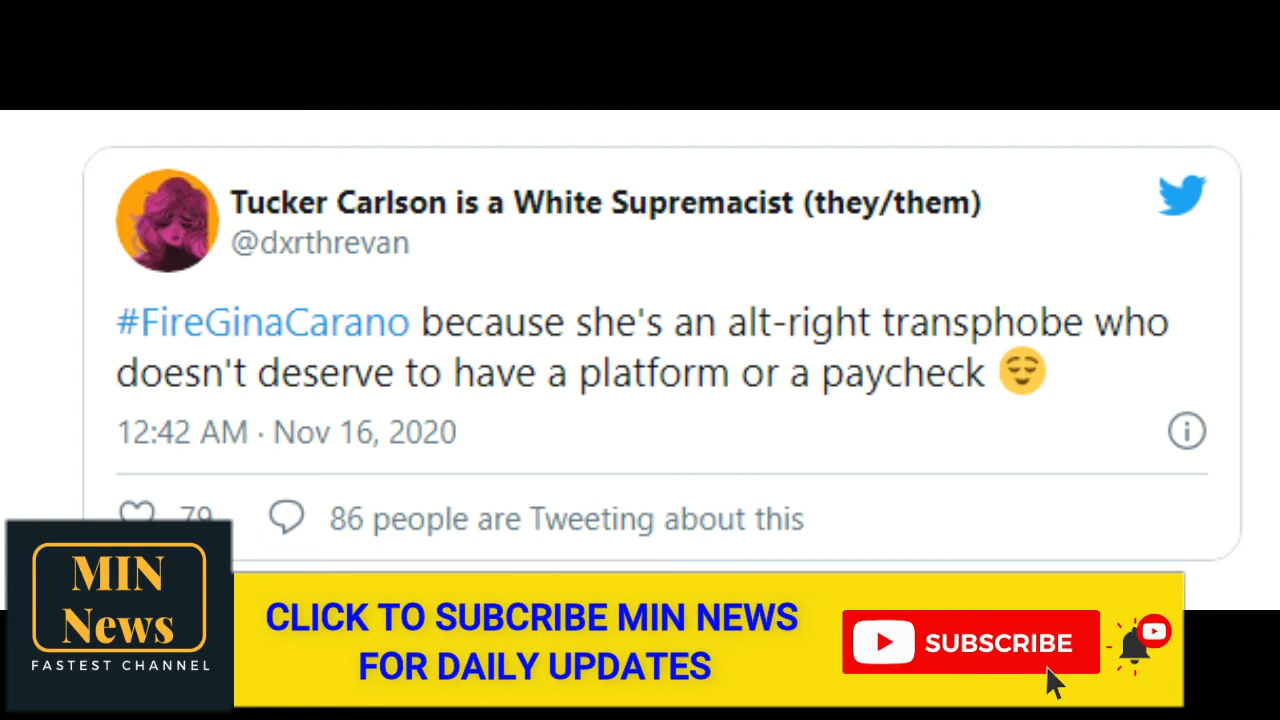 Tucker Carlson is a White Supremacist (they/them)
@dxrthrevan
#FireGinaCarano because she's an alt-right transphobe who
doesn't deserve to have a platform or a paycheck 😌
12:42 AM · Nov 16, 2020
79 86 people are Tweeting about this
MIN
News
FASTEST CHANNEL
CLICK TO SUBCRIBE MIN NEWS
FOR DAILY UPDATES
SUBSCRIBE